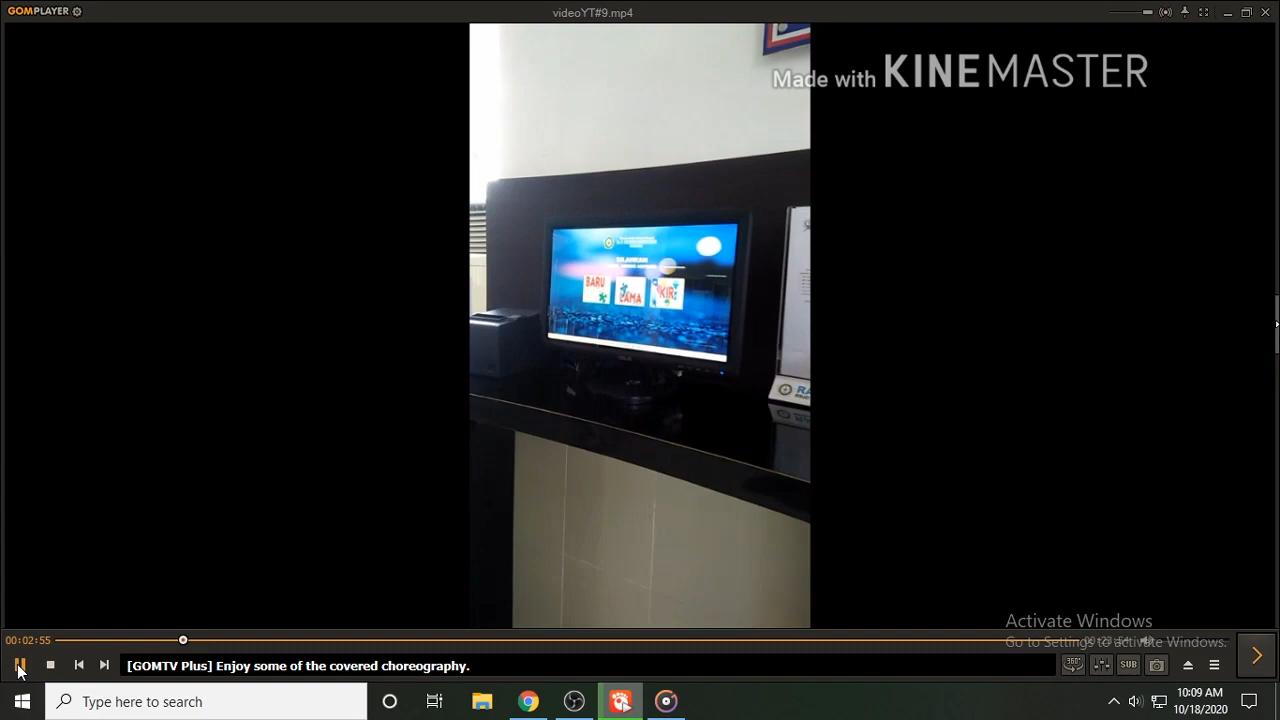 GOMPLAYER
videoYT#9.mp4
Made with KINEMASTER
SILAHKAN
BARU
LAMA
KIR
Activate Windows
00:02:55
Go to Settings to activate Windows.
[GOMTV Plus] Enjoy some of the covered choreography.
360°
SUB
Type here to search
10:09 AM
10/18/2020